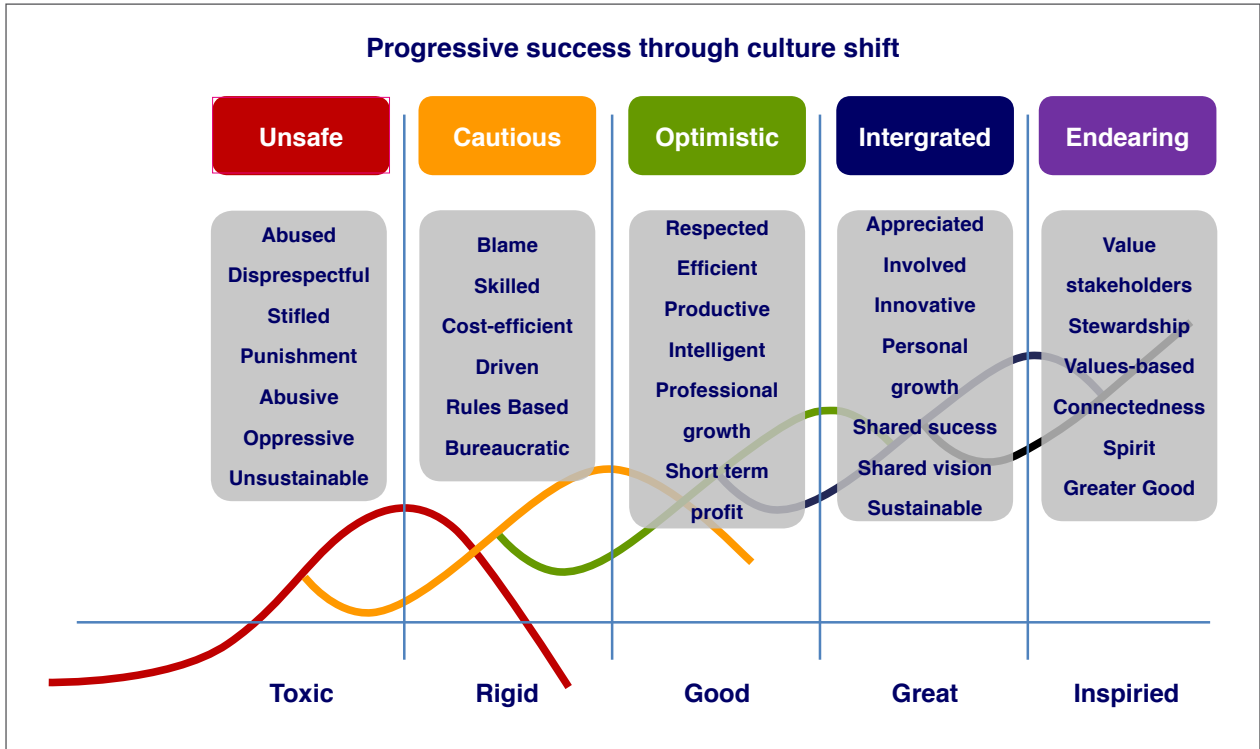 Progressive success through culture shift
Unsafe
Cautious
Optimistic
Intergrated
Endearing
Abused
Disprespectful
Stifled
Punishment
Abusive
Oppressive
Unsustainable
Blame
Skilled
Cost-efficient
Driven
Rules Based
Bureaucratic
Respected
Efficient
Productive
Intelligent
Professional
growth
Short term
profit
Appreciated
Involved
Innovative
Personal
growth
Shared sucess
Shared vision
Sustainable
Value
stakeholders
Stewardship
Values-based
Connectedness
Spirit
Greater Good
Toxic
Rigid
Good
Great
Inspiried